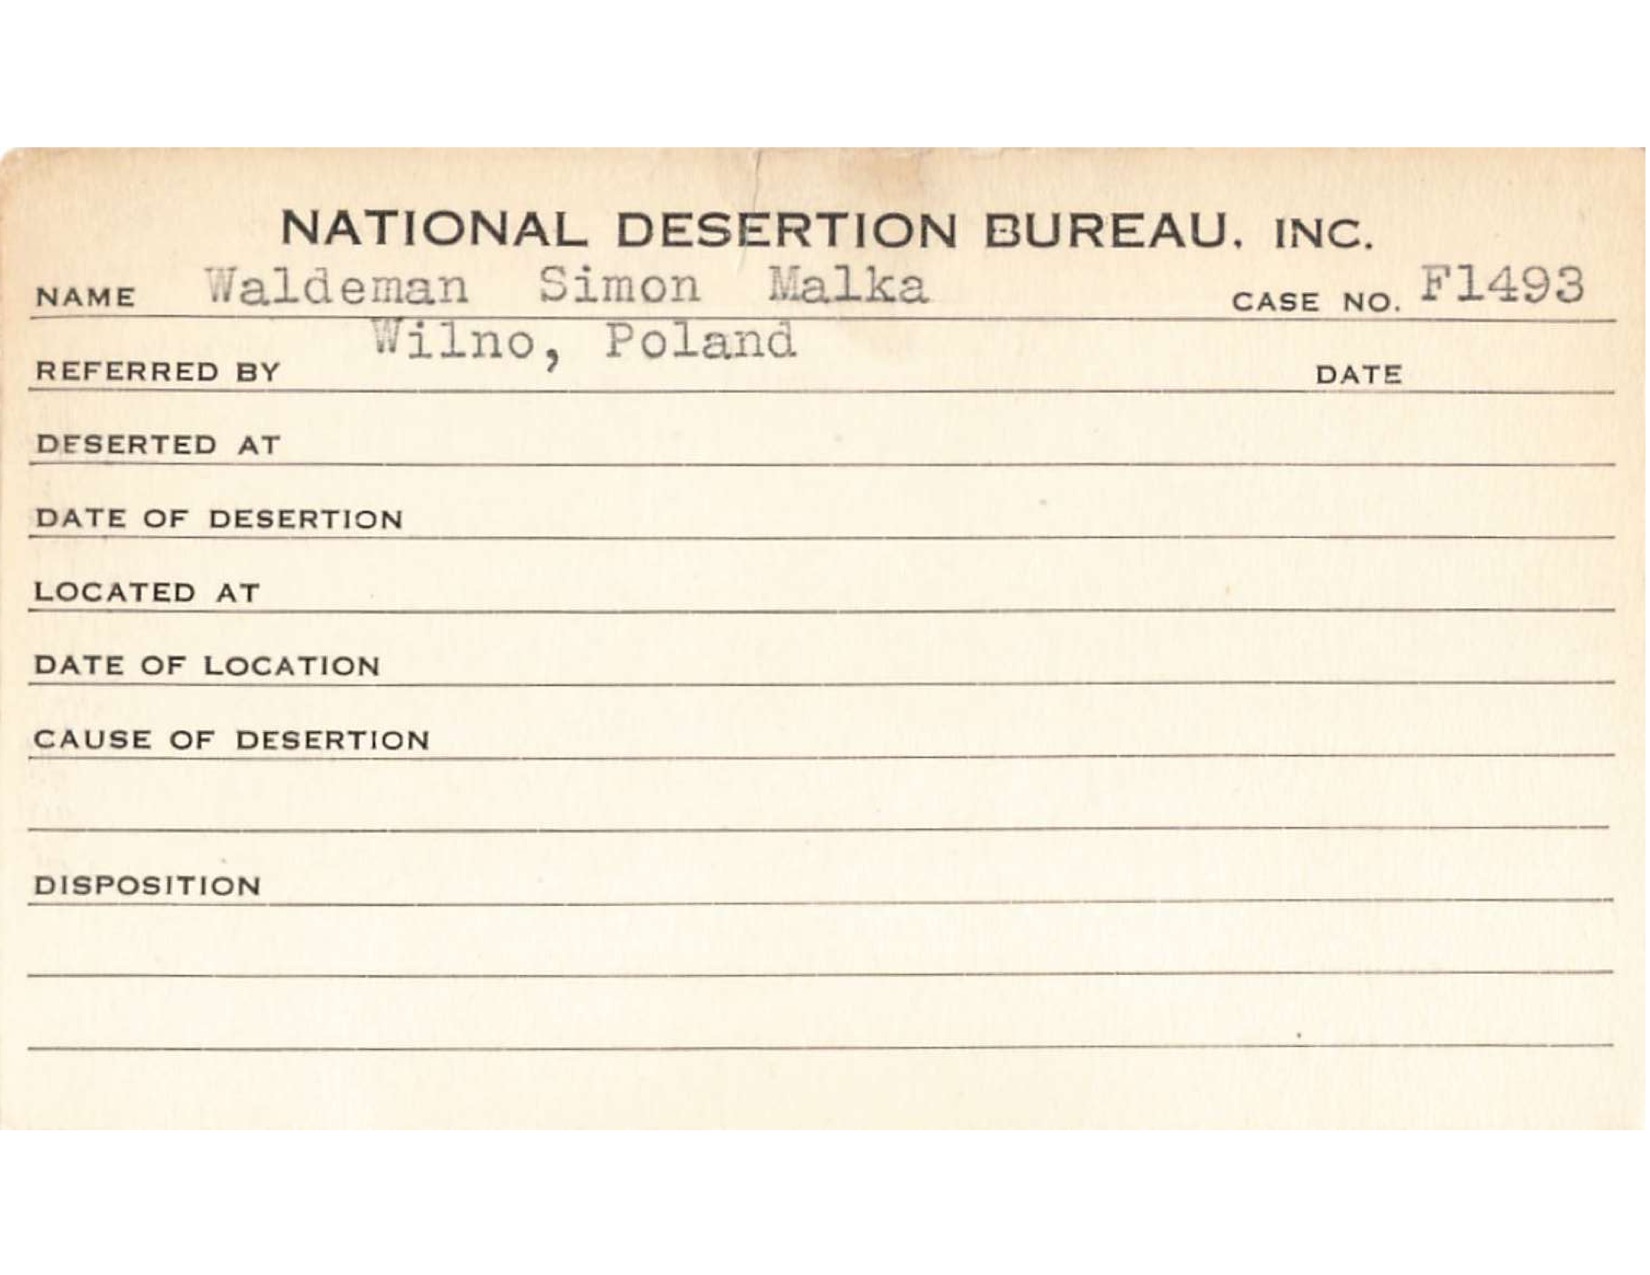 NATIONAL DESERTION BUREAU, INC.
NAME Waldeman Simon Malka CASE NO. F1493
Wilno, Poland
REFERRED BY DATE
DESERTED AT
DATE OF DESERTION
LOCATED AT
DATE OF LOCATION
CAUSE OF DESERTION
DISPOSITION